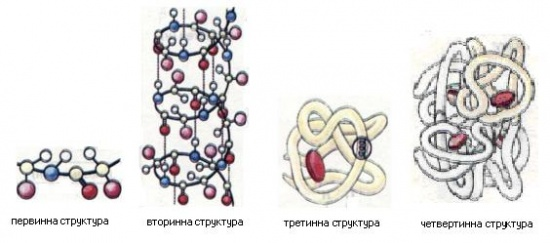 первинна структура
вторинна структура
третинна структура
четвертинна структура